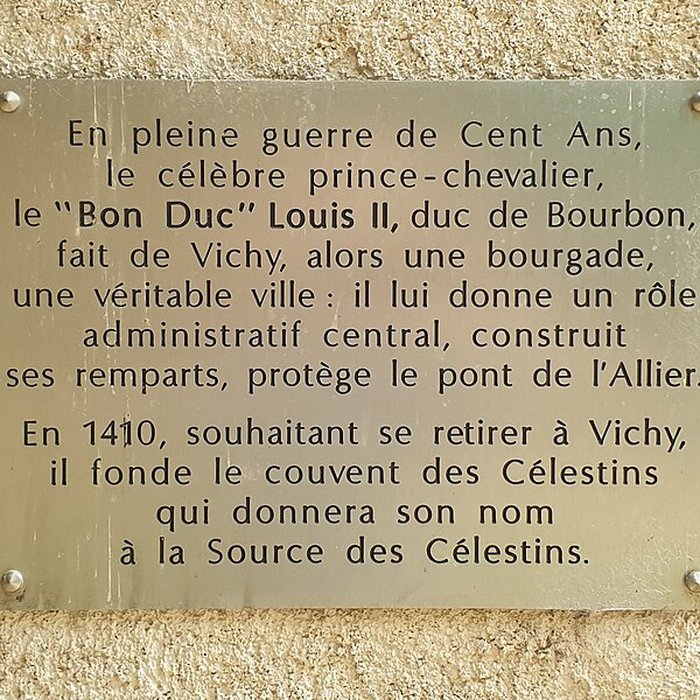 En pleine guerre de Cent Ans,
le célèbre prince-chevalier,
le "Bon Duc" Louis II, duc de Bourbon,
fait de Vichy, alors une bourgade,
une véritable ville : il lui donne un rôle
administratif central, construit
ses remparts, protège le pont de l'Allier.
En 1410, souhaitant se retirer à Vichy,
il fonde le couvent des Célestins
qui donnera son nom
à la Source des Célestins.